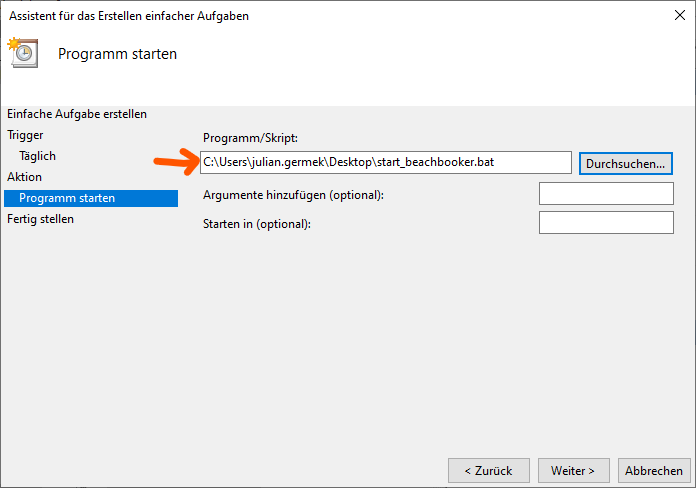 Assistent für das Erstellen einfacher Aufgaben
Programm starten
Einfache Aufgabe erstellen
Trigger
Täglich
Aktion
Programm starten
Fertig stellen
Programm/Skript:
C:\Users\julian.germek\Desktop\start_beachbooker.bat
Durchsuchen...
Argumente hinzufügen (optional):
Starten in (optional):
< Zurück
Weiter >
Abbrechen